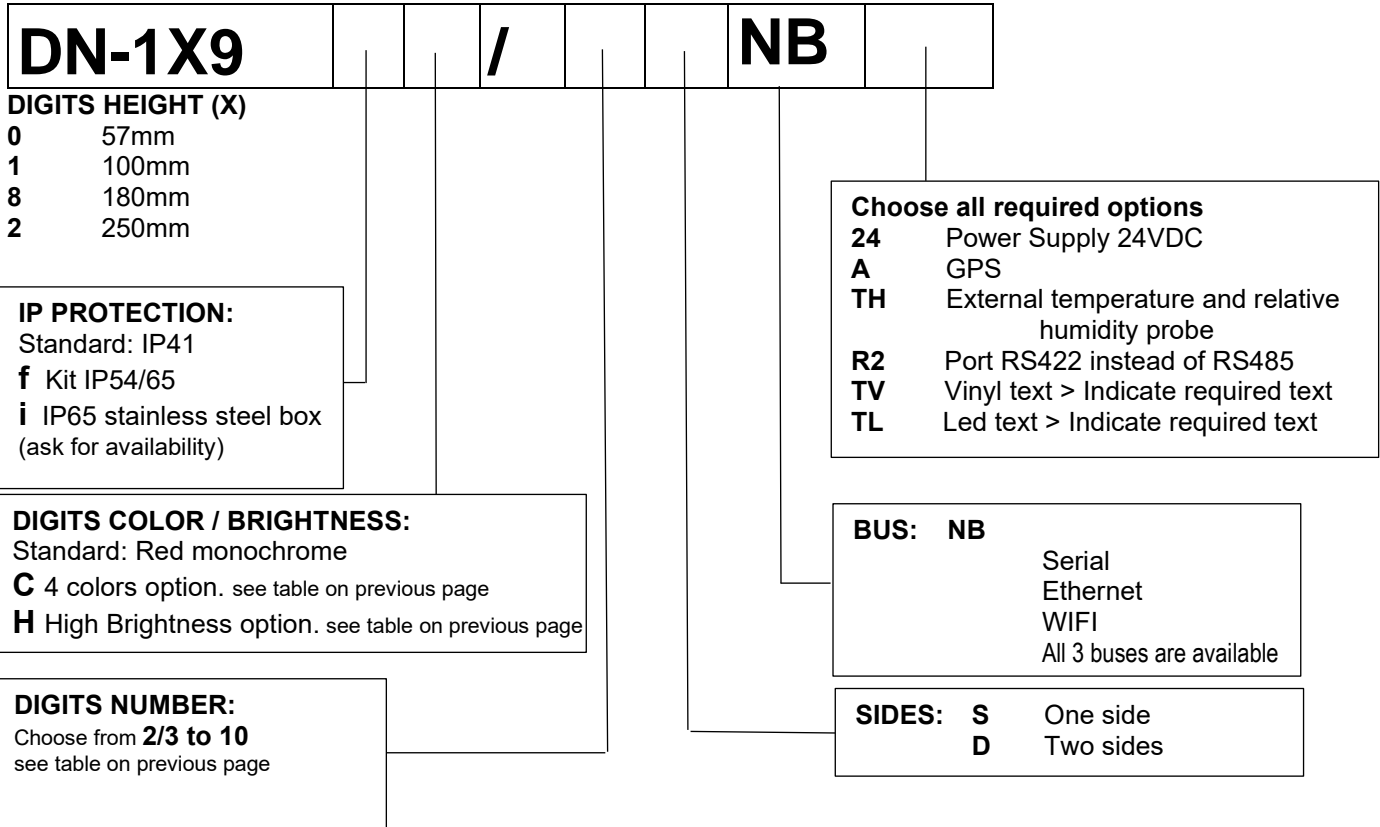 DN-1X9 / NB
DIGITS HEIGHT (X)
0 57mm
1 100mm
8 180mm
2 250mm
IP PROTECTION:
Standard: IP41
f Kit IP54/65
i IP65 stainless steel box
(ask for availability)
DIGITS COLOR / BRIGHTNESS:
Standard: Red monochrome
C 4 colors option. see table on previous page
H High Brightness option. see table on previous page
DIGITS NUMBER:
Choose from 2/3 to 10
see table on previous page
Choose all required options
24 Power Supply 24VDC
A GPS
TH External temperature and relative
humidity probe
R2 Port RS422 instead of RS485
TV Vinyl text > Indicate required text
TL Led text > Indicate required text
BUS: NB
Serial
Ethernet
WIFI
All 3 buses are available
SIDES: S One side
D Two sides